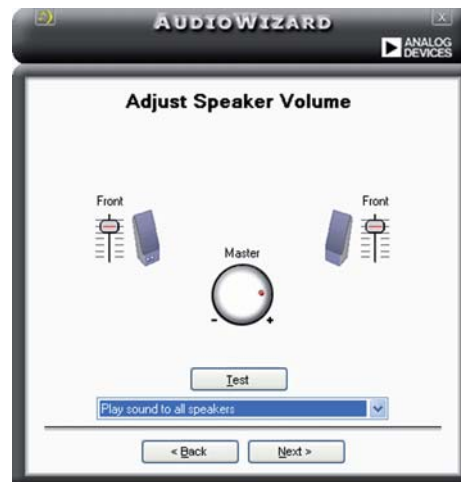 AUDIOWIZARD
ANALOG
DEVICES
Adjust Speaker Volume
Front
Front
Master
- +
Test
Play sound to all speakers
< Back Next >